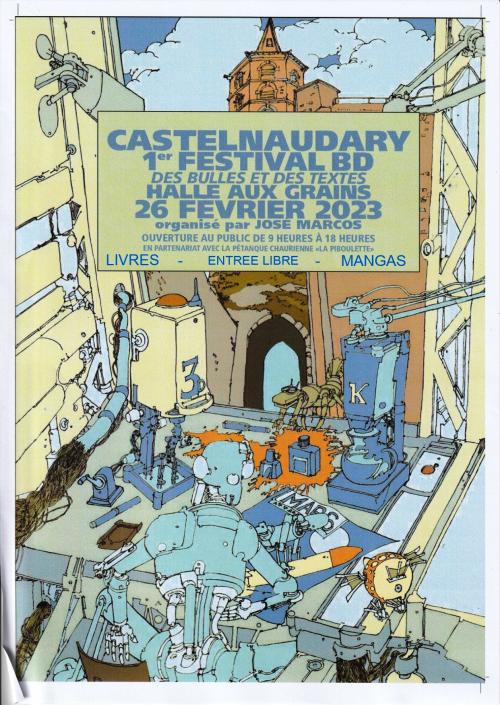 CASTELNAUDARY
1er FESTIVAL BD
DES BULLES ET DES TEXTES
HALLE AUX GRAINS
26 FEVRIER 2023
organisé par JOSE MARCOS
OUVERTURE AU PUBLIC DE 9 HEURES À 18 HEURES
EN PARTENARIAT AVEC LA PÉTANQUE CHAURIENNE «LA PIBOULETTE»
LIVRES - ENTREE LIBRE - MANGAS
3
K
MARS